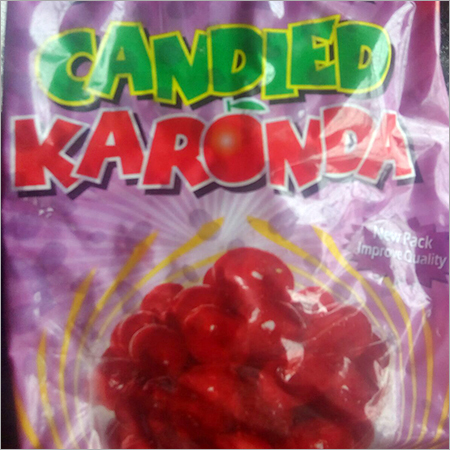 CANDIED
KARONDA
New Pack
Improve Quality